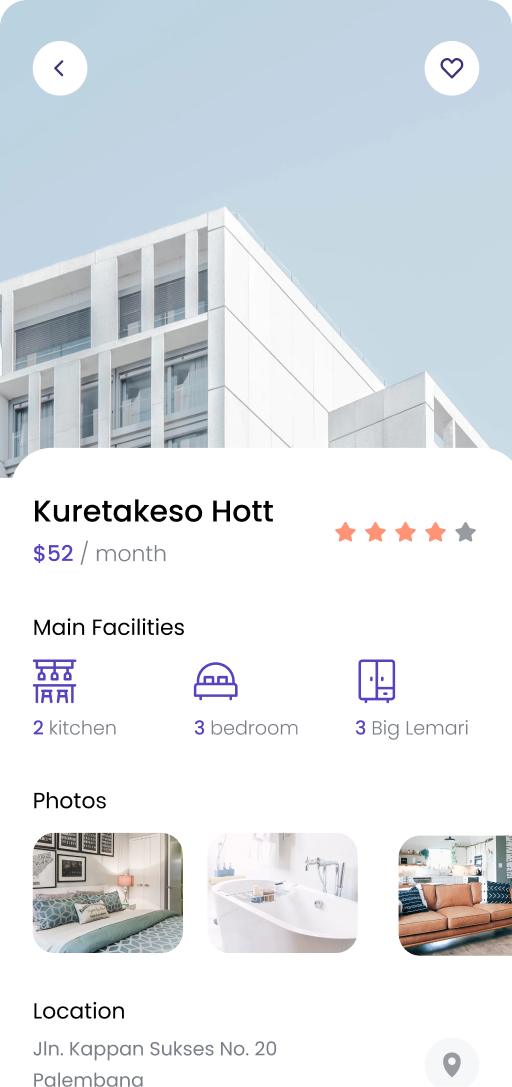 Kuretakeso Hott
$52 / month
Main Facilities
2 kitchen
3 bedroom
3 Big Lemari
Photos
Location
Jln. Kappan Sukses No. 20
Palembana